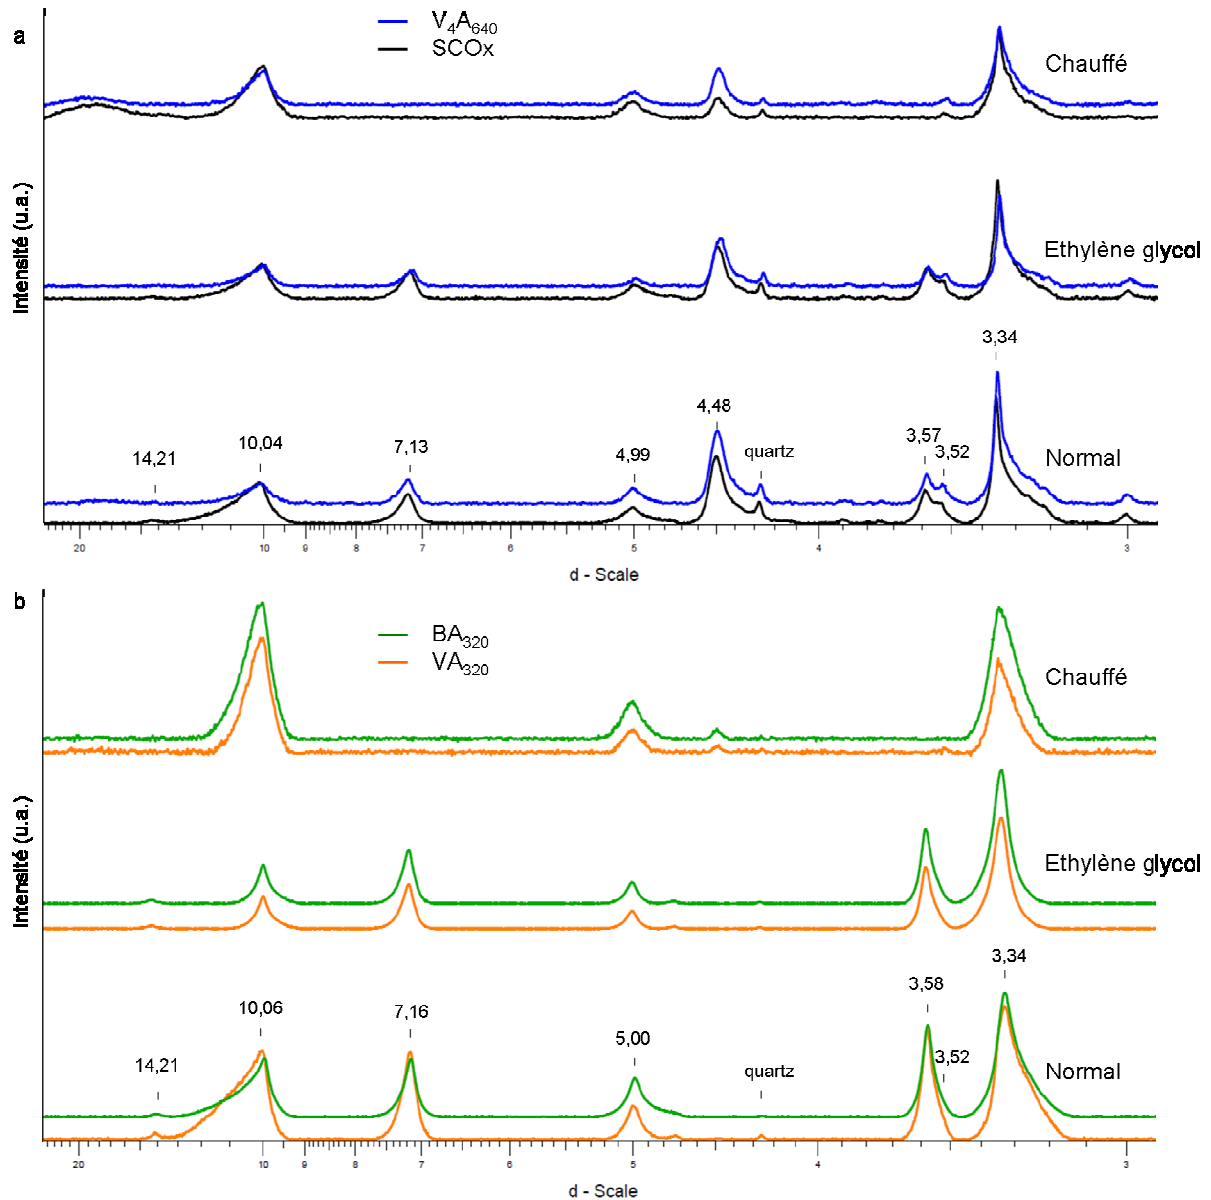 a
V₄A₆₄₀
SCOx
Chauffé
Ethylène glycol
Normal
Intensité (u.a.)
14,21
10,04
7,13
4,99
4,48
quartz
3,57
3,52
3,34
20 10 9 8 7 6 5 4 3
d - Scale
b
BA₃₂₀
VA₃₂₀
Chauffé
Ethylène glycol
Normal
Intensité (u.a.)
14,21
10,06
7,16
5,00
quartz
3,58
3,52
3,34
20 10 9 8 7 6 5 4 3
d - Scale